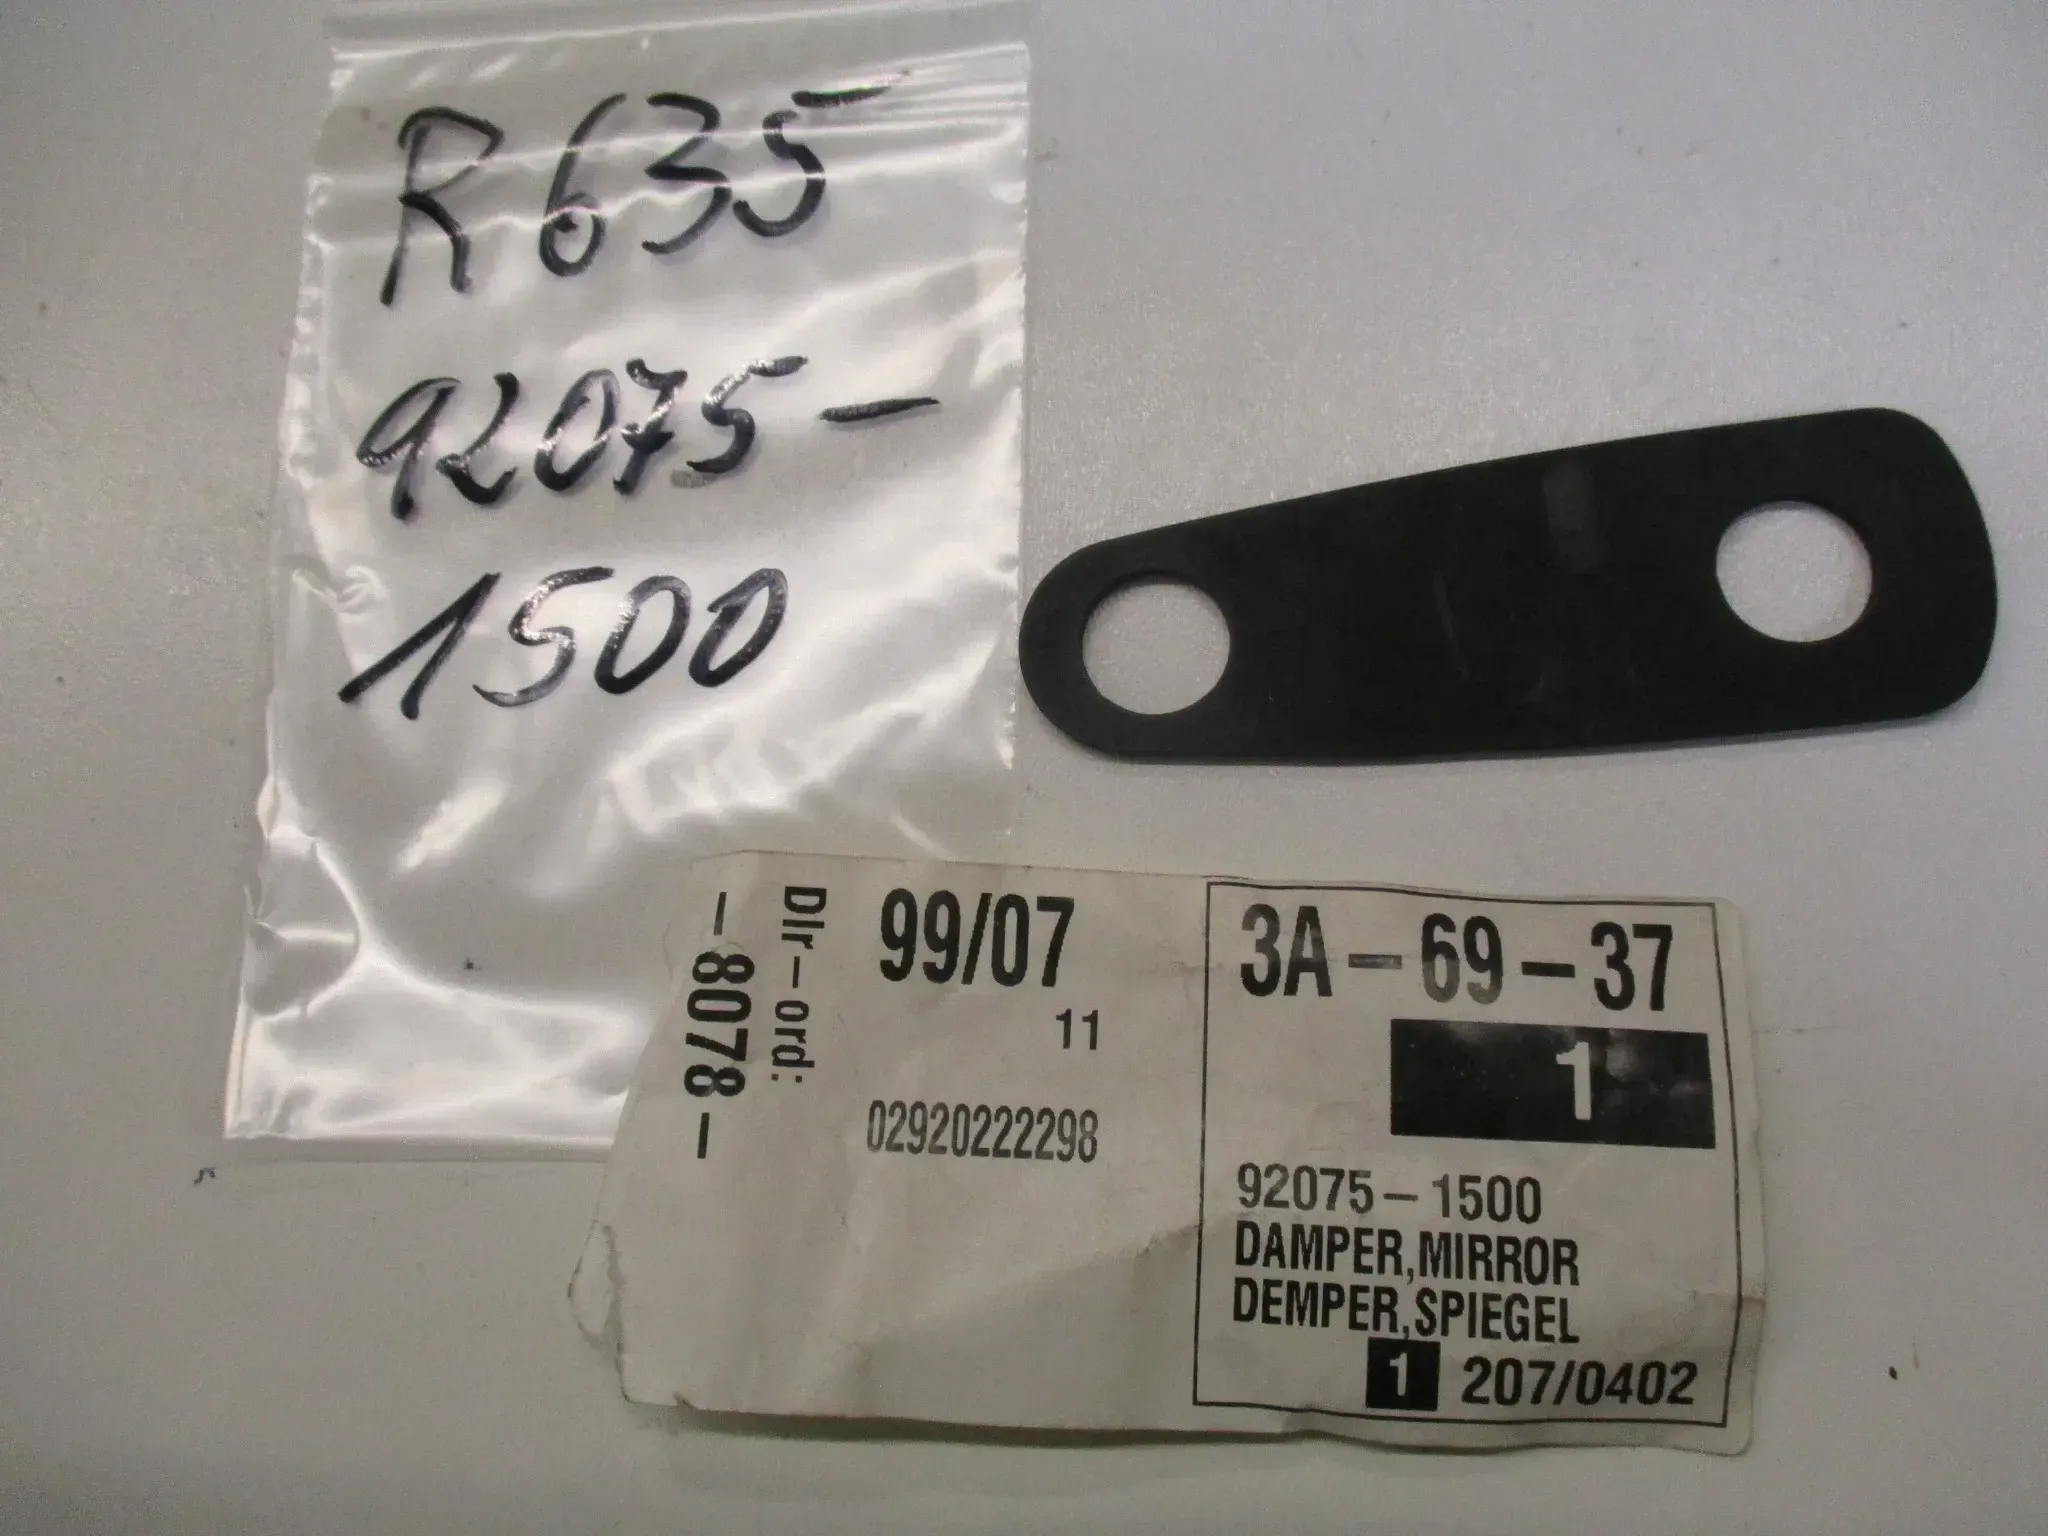 R635
92075-
1500
-8078-
Dlr-ord:
99/07
11
02920222298
3A-69-37
1
92075-1500
DAMPER,MIRROR
DEMPER,SPIEGEL
1 207/0402